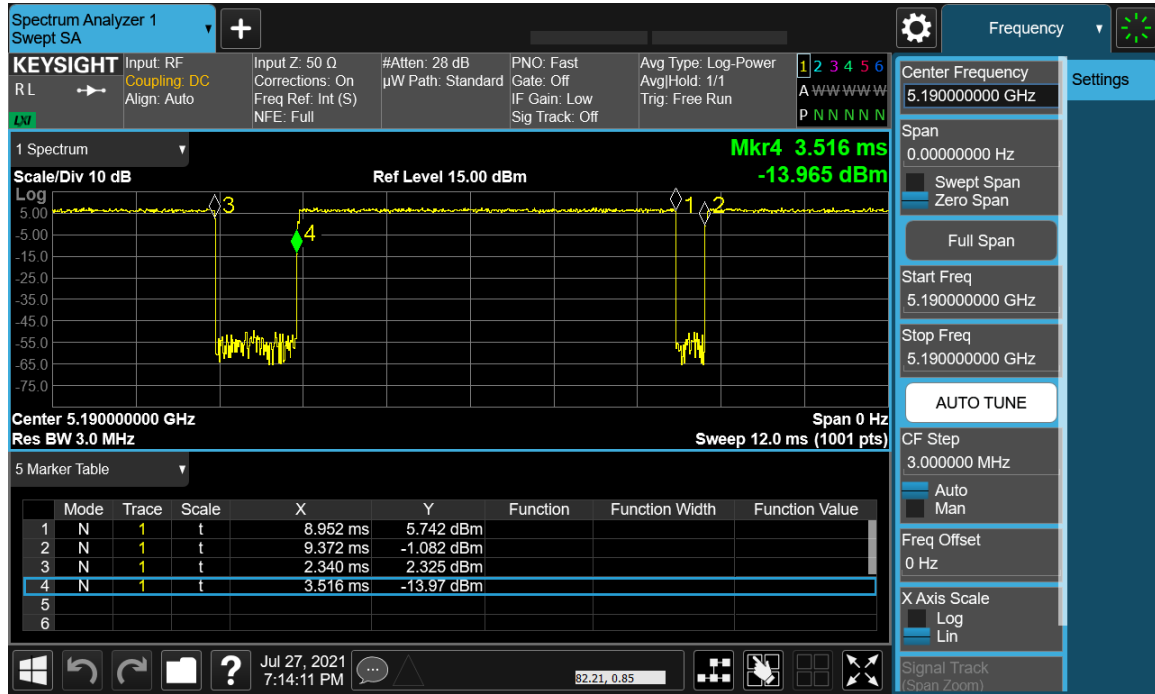 Spectrum Analyzer 1
Swept SA
Frequency
KEYSIGHT
RL
LXI
Input: RF
Coupling: DC
Align: Auto
Input Z: 50 Ω
Corrections: On
Freq Ref: Int (S)
NFE: Full
#Atten: 28 dB
µW Path: Standard
PNO: Fast
Gate: Off
IF Gain: Low
Sig Track: Off
Avg Type: Log-Power
Avg|Hold: 1/1
Trig: Free Run
1 2 3 4 5 6
A W W W W W
P N N N N N
Center Frequency
5.190000000 GHz
Settings
Span
0.00000000 Hz
Swept Span
Zero Span
Full Span
Start Freq
5.190000000 GHz
Stop Freq
5.190000000 GHz
AUTO TUNE
CF Step
3.000000 MHz
Auto
Man
Freq Offset
0 Hz
X Axis Scale
Log
Lin
Signal Track
(Span Zoom)
1 Spectrum
Mkr4 3.516 ms
Scale/Div 10 dB
Ref Level 15.00 dBm
-13.965 dBm
Log
5.00
-5.00
-15.0
-25.0
-35.0
-45.0
-55.0
-65.0
-75.0
3
4
1
2
Center 5.190000000 GHz
Span 0 Hz
Res BW 3.0 MHz
Sweep 12.0 ms (1001 pts)
5 Marker Table
Mode Trace Scale X Y Function Function Width Function Value
1 N 1 t 8.952 ms 5.742 dBm
2 N 1 t 9.372 ms -1.082 dBm
3 N 1 t 2.340 ms 2.325 dBm
4 N 1 t 3.516 ms -13.97 dBm
5
6
?
Jul 27, 2021
7:14:11 PM
82.21, 0.85